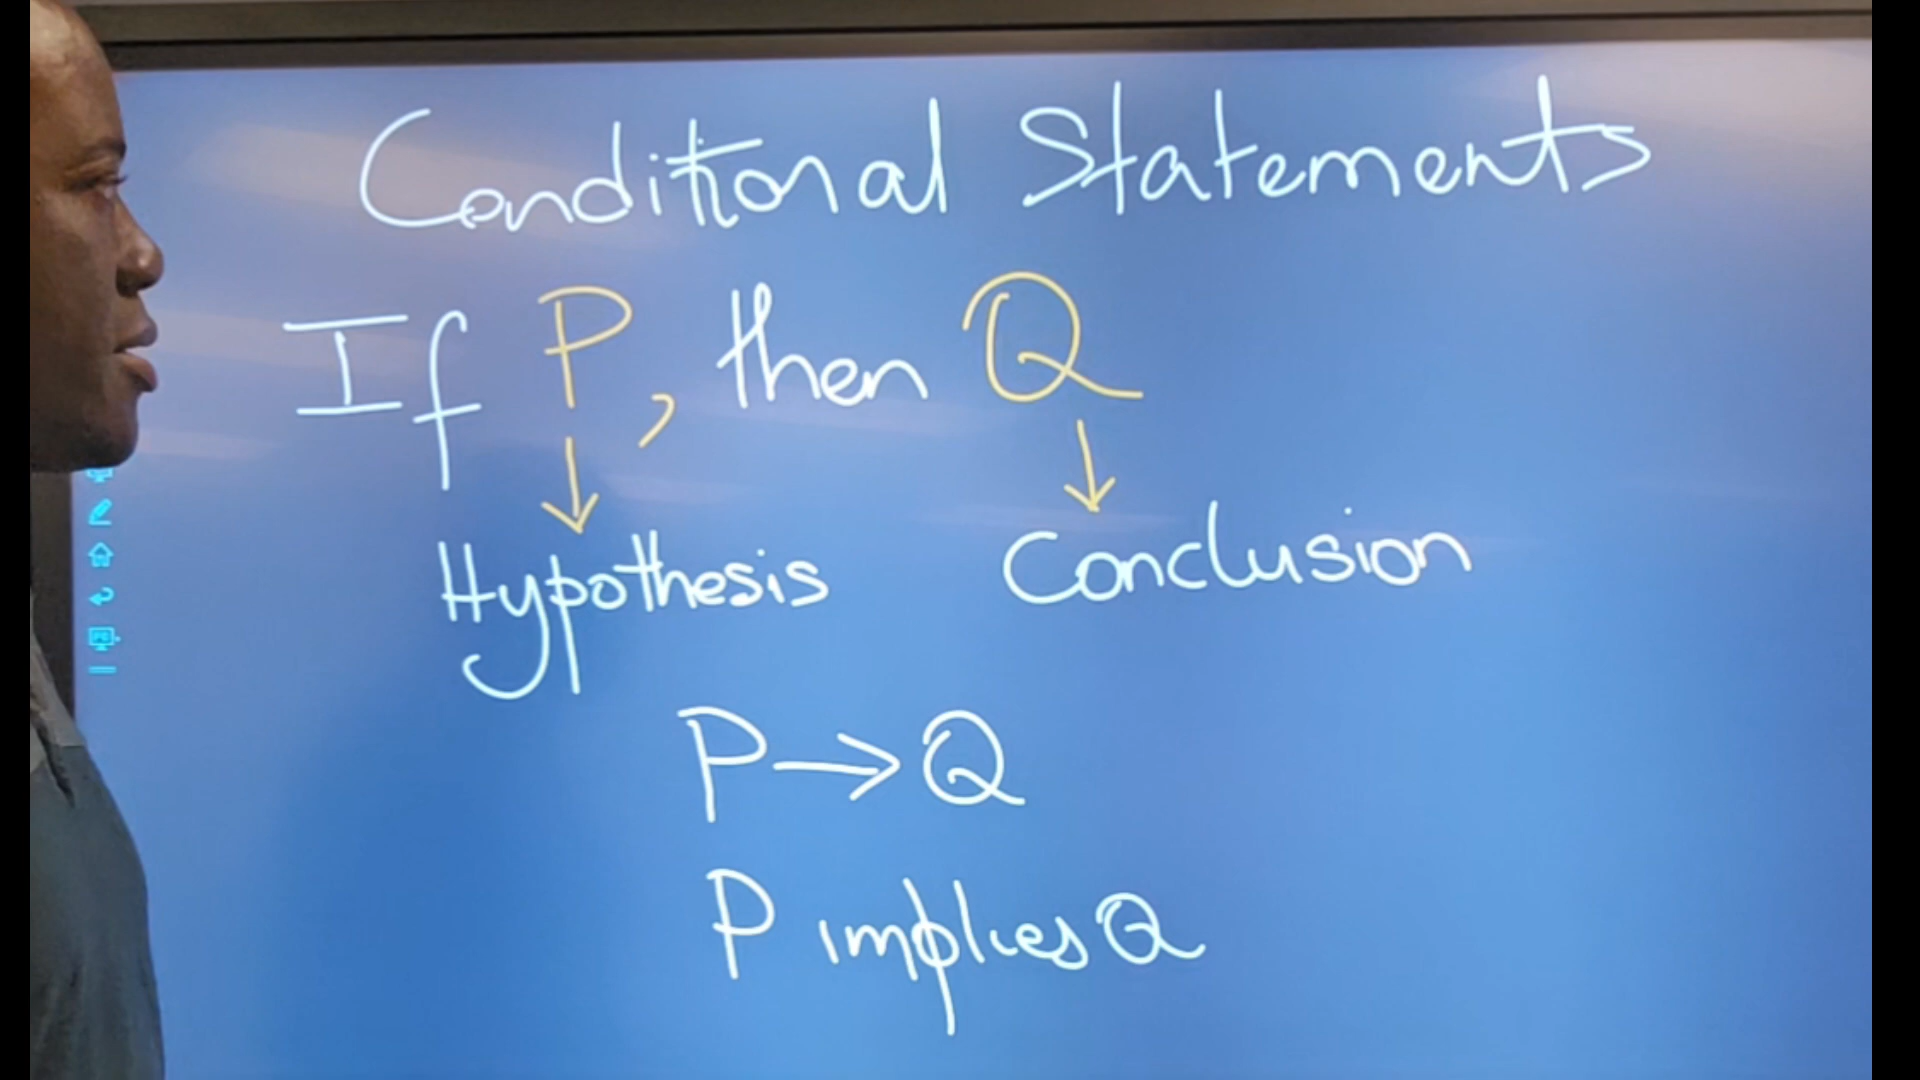 Conditional Statements
If P, then Q
Hypothesis Conclusion
P→Q
P implies Q